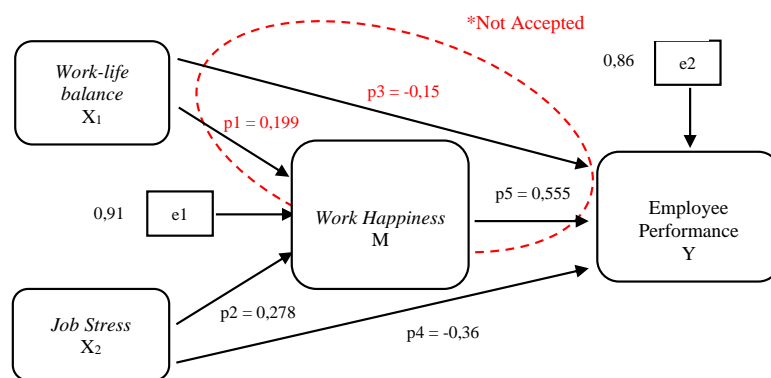 *Not Accepted
Work-life
balance
X1
0,86
e2
p3 = -0,15
p1 = 0,199
0,91
e1
Work Happiness
M
p5 = 0,555
Employee
Performance
Y
Job Stress
X2
p2 = 0,278
p4 = -0,36